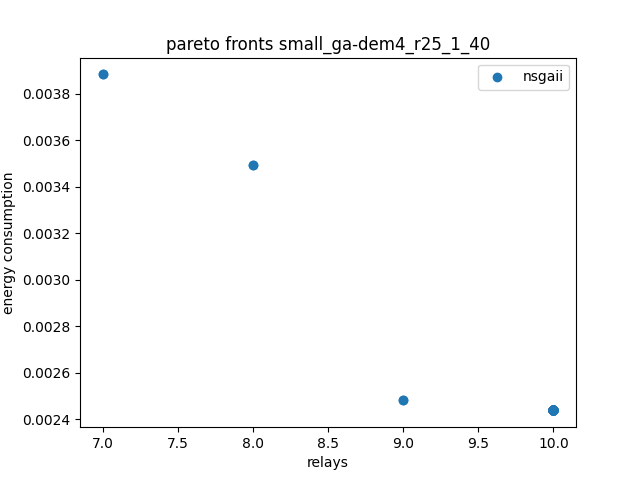 pareto fronts small_ga-dem4_r25_1_40
nsgaii
0.0038
0.0036
0.0034
0.0032
0.0030
0.0028
0.0026
0.0024
energy consumption
7.0 7.5 8.0 8.5 9.0 9.5 10.0
relays